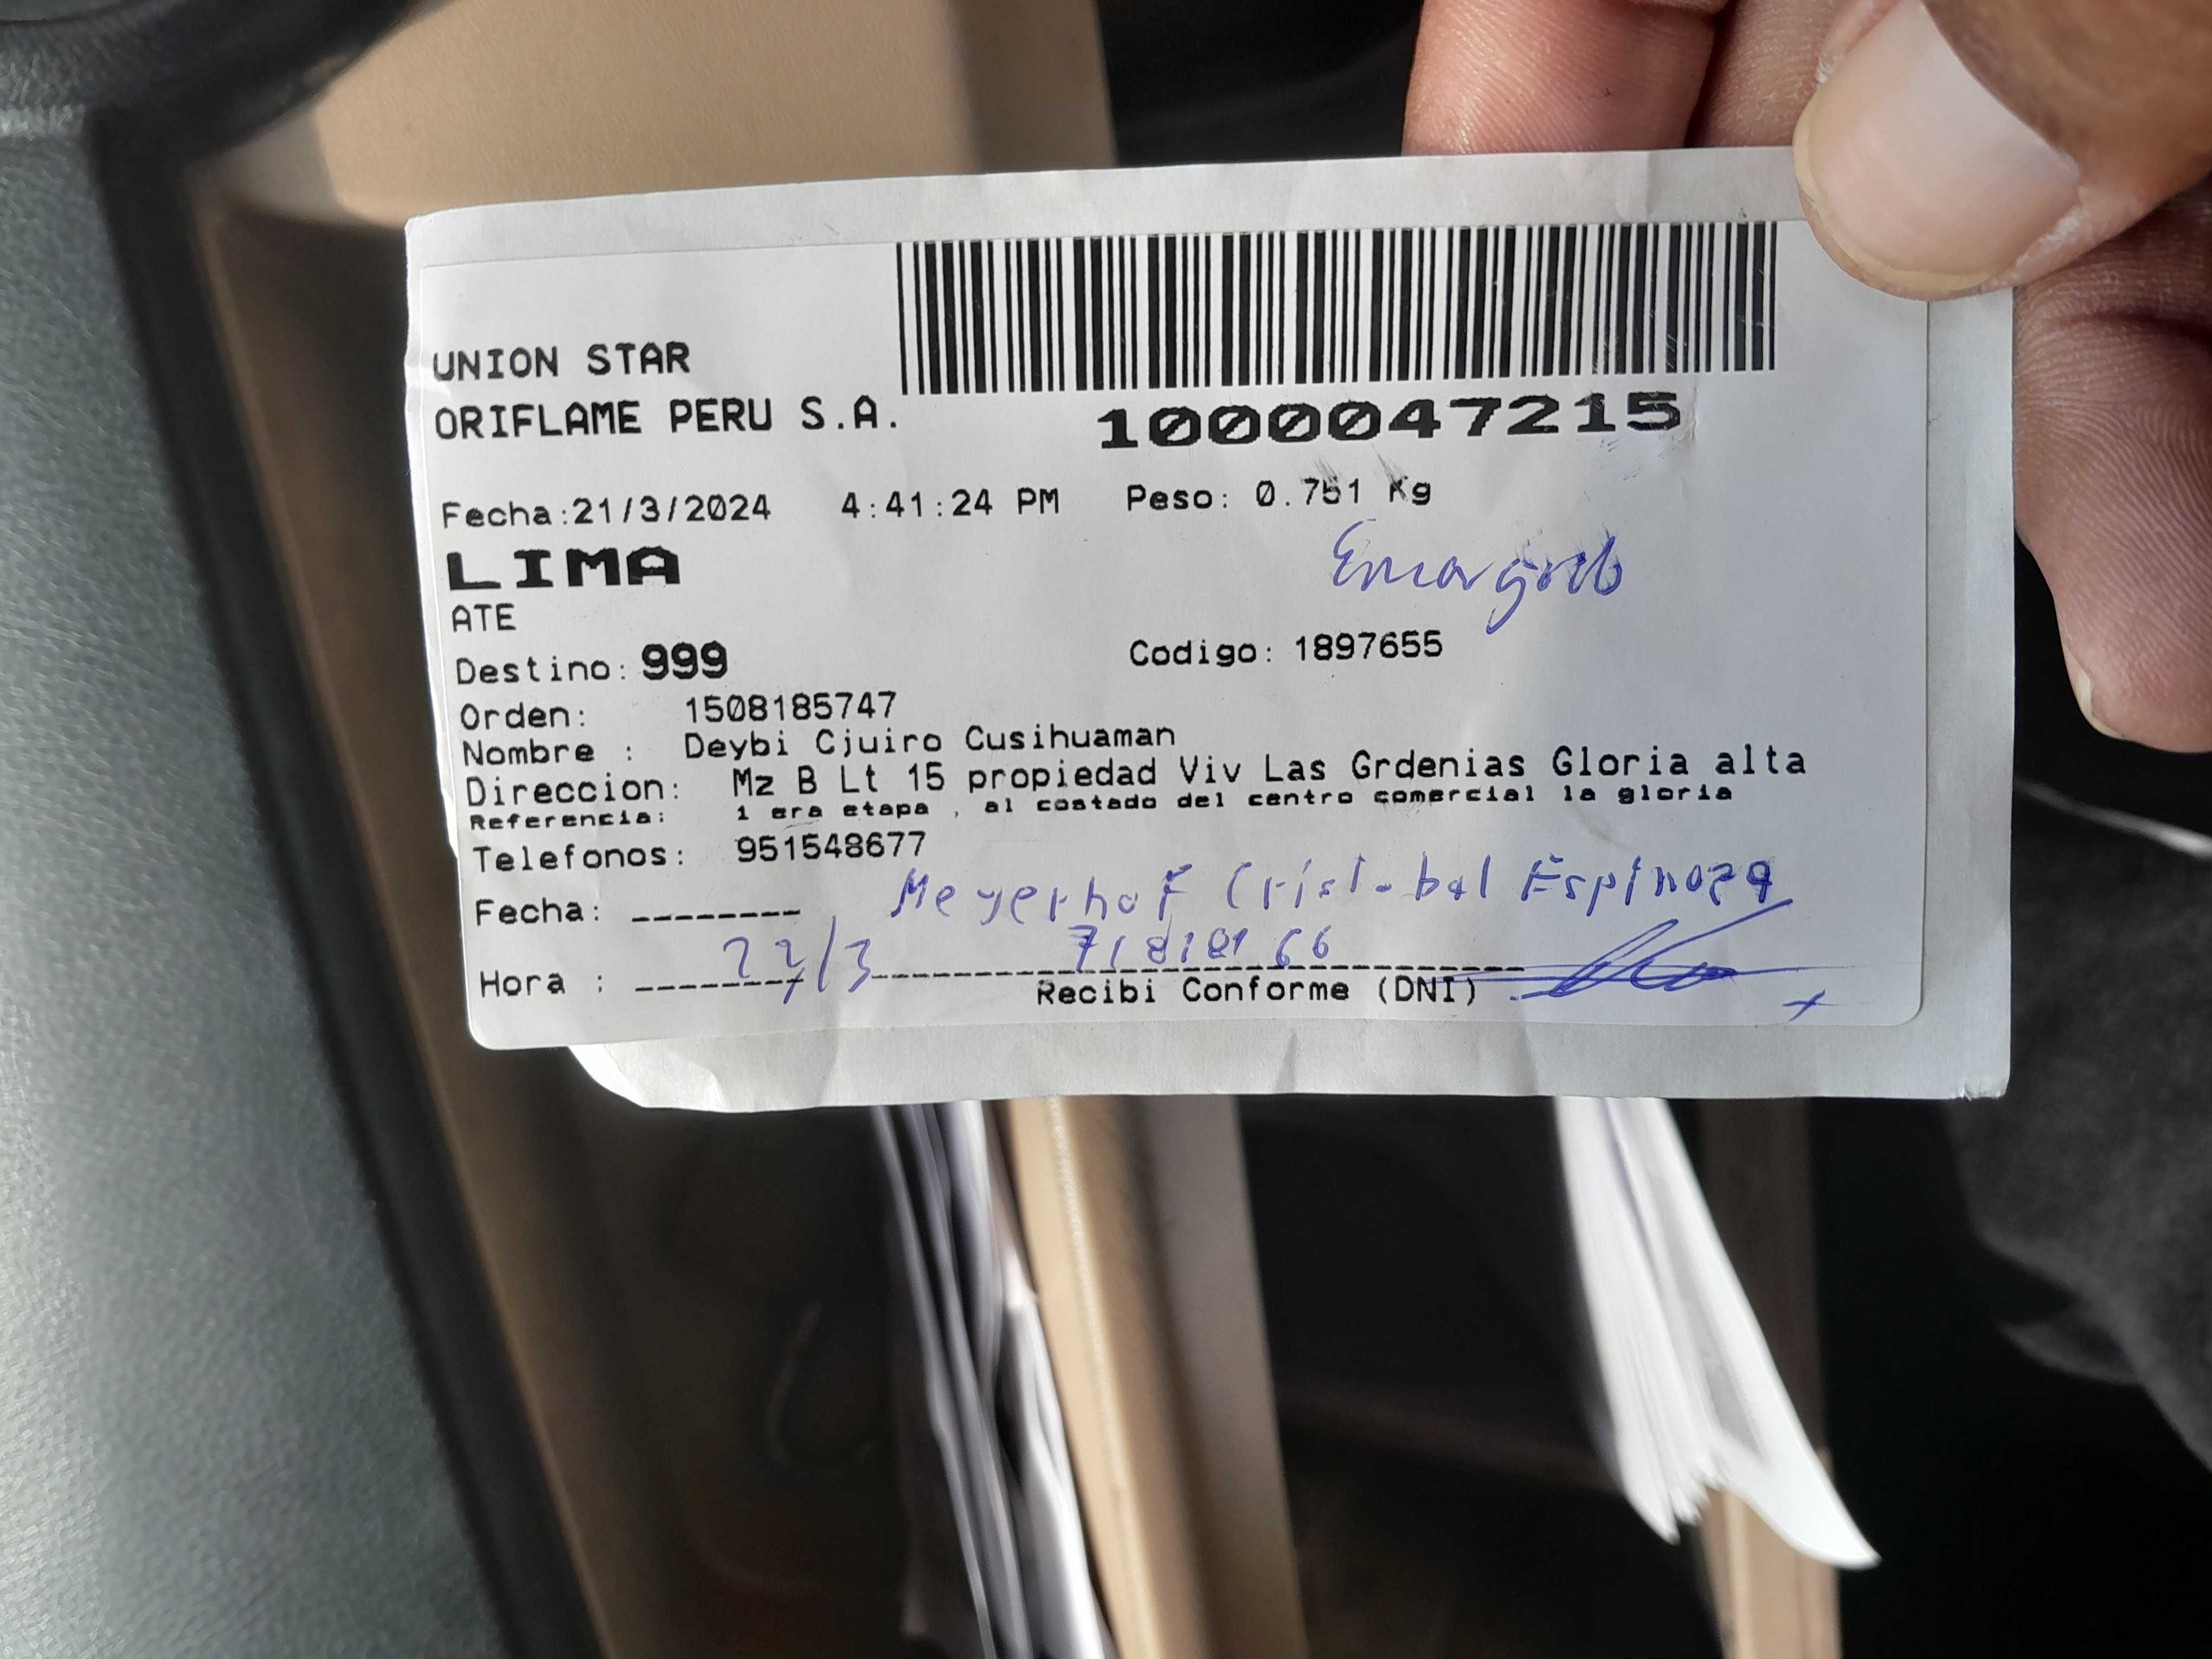 UNION STAR
ORIFLAME PERU S.A.
1000047215
Fecha:21/3/2024 4:41:24 PM Peso: 0.751 Kg
LIMA
ATE
Destino: 999 Codigo: 1897655
Orden: 1508185747
Nombre : Deybi Cjuiro Cusihuaman
Direccion: Mz B Lt 15 propiedad Viv Las Grdenias Gloria alta
Referencia: 1 era etapa , al costado del centro comercial la gloria
Telefonos: 951548677
Meyerhof Cristobal Espinoza
Fecha: --------
22/3
Hora :
Recibi Conforme (DNI)